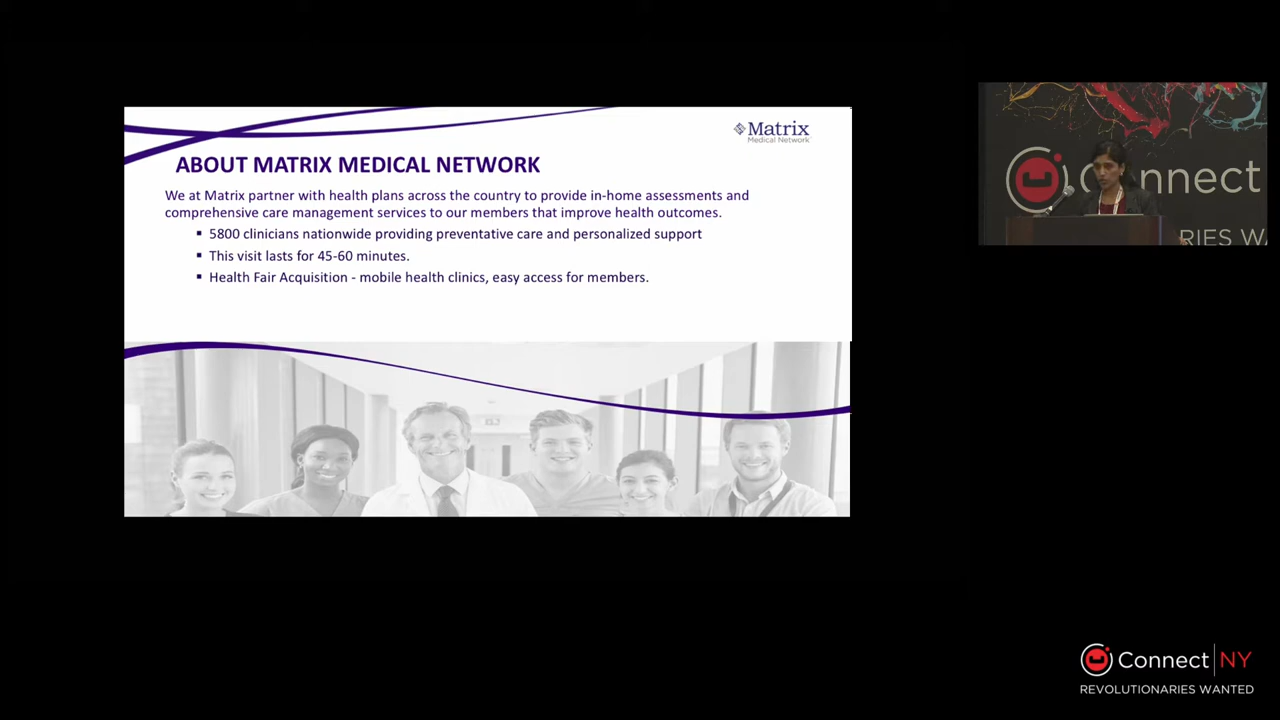 Matrix
Medical Network
ABOUT MATRIX MEDICAL NETWORK
We at Matrix partner with health plans across the country to provide in-home assessments and
comprehensive care management services to our members that improve health outcomes.
▪ 5800 clinicians nationwide providing preventative care and personalized support
▪ This visit lasts for 45-60 minutes.
▪ Health Fair Acquisition - mobile health clinics, easy access for members.
Connect
RIES WA
Connect | NY
REVOLUTIONARIES WANTED